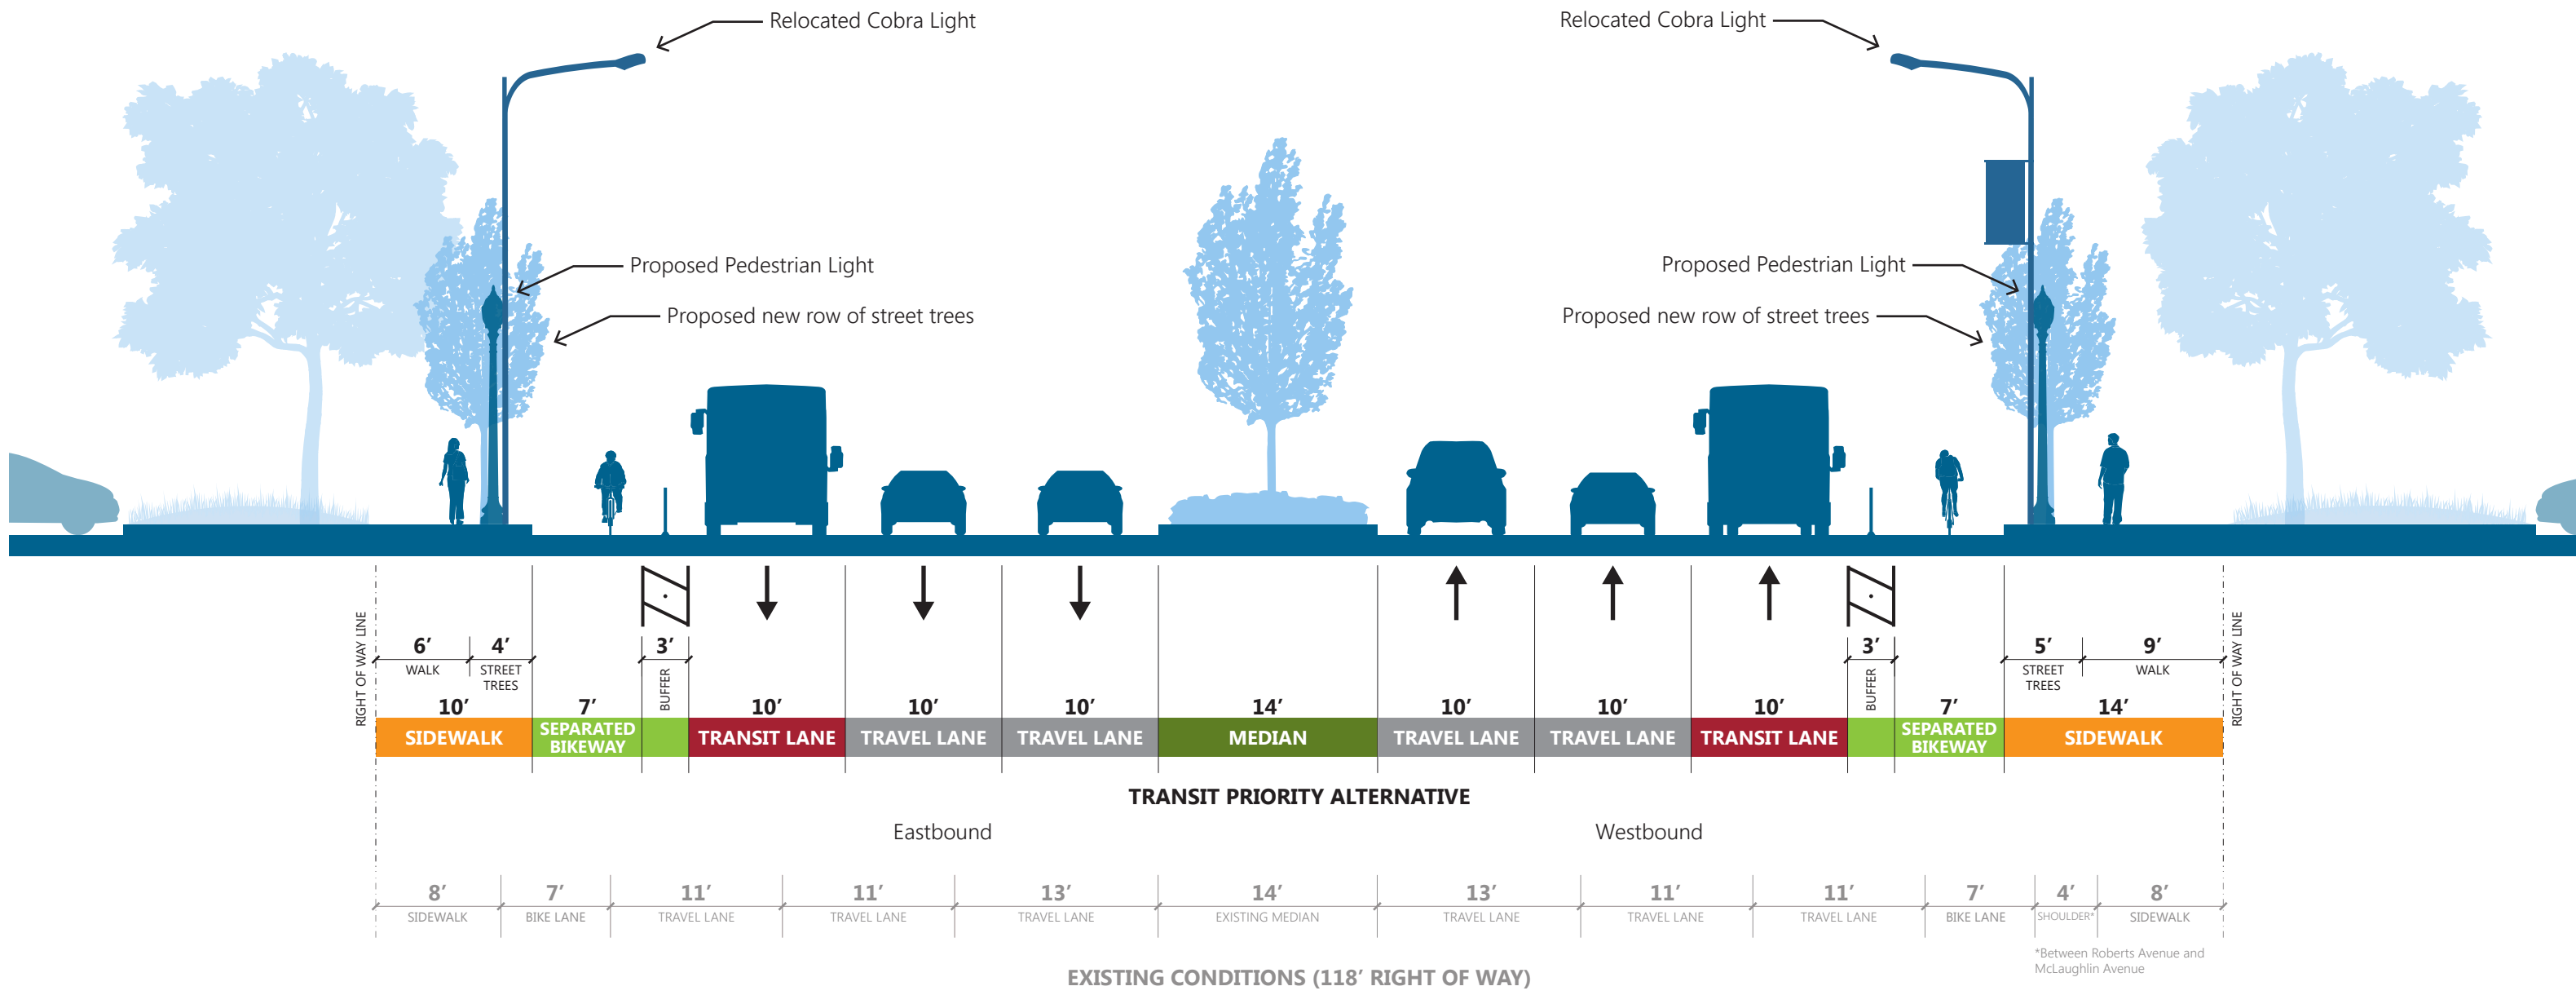 Relocated Cobra Light
Relocated Cobra Light
Proposed Pedestrian Light
Proposed Pedestrian Light
Proposed new row of street trees
Proposed new row of street trees
RIGHT OF WAY LINE
RIGHT OF WAY LINE
6’ 4’ 3’ 3’ 5’ 9’
WALK STREET TREES BUFFER BUFFER STREET TREES WALK
10’ 7’ 10’ 10’ 10’ 14’ 10’ 10’ 10’ 7’ 14’
SIDEWALK SEPARATED BIKEWAY TRANSIT LANE TRAVEL LANE TRAVEL LANE MEDIAN TRAVEL LANE TRAVEL LANE TRANSIT LANE SEPARATED BIKEWAY SIDEWALK
TRANSIT PRIORITY ALTERNATIVE
Eastbound Westbound
8’ 7’ 11’ 11’ 13’ 14’ 13’ 11’ 11’ 7’ 4’ 8’
SIDEWALK BIKE LANE TRAVEL LANE TRAVEL LANE TRAVEL LANE EXISTING MEDIAN TRAVEL LANE TRAVEL LANE TRAVEL LANE BIKE LANE SHOULDER* SIDEWALK
*Between Roberts Avenue and
McLaughlin Avenue
EXISTING CONDITIONS (118’ RIGHT OF WAY)